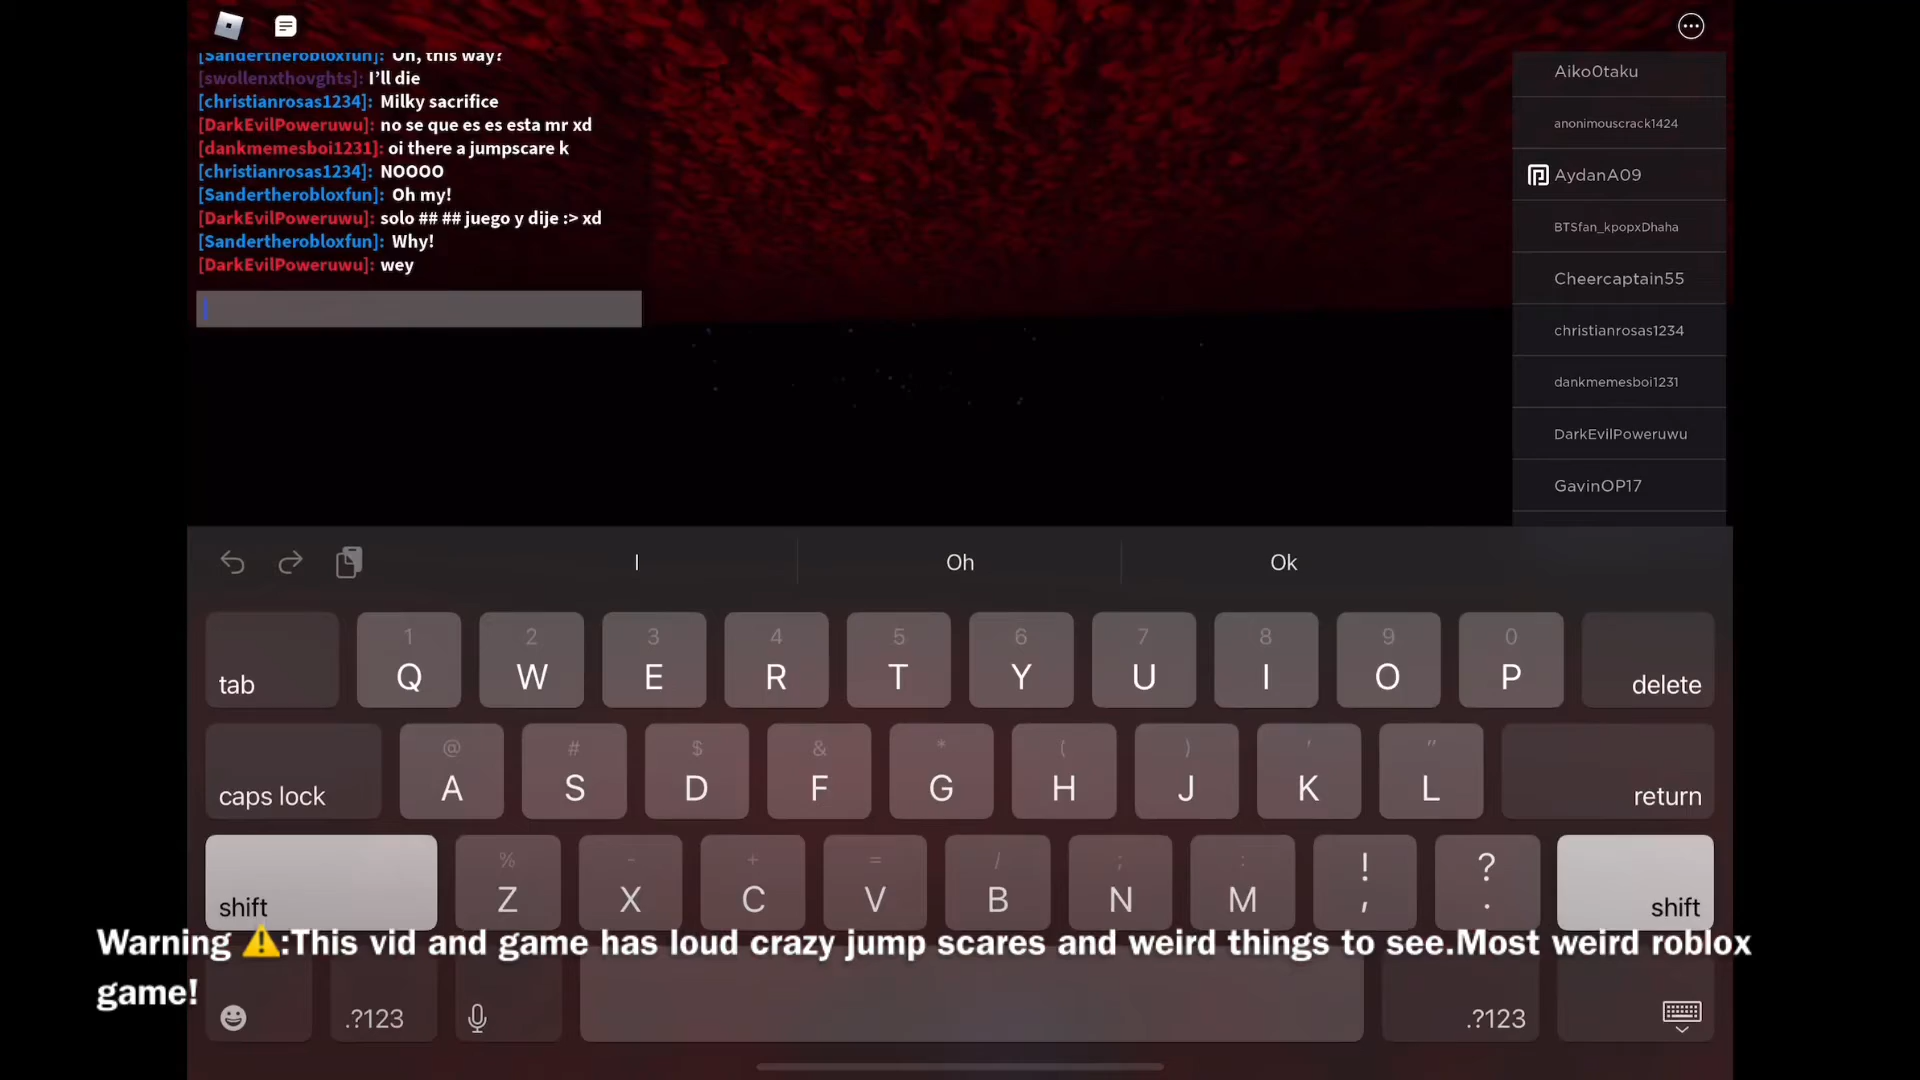 [Sandertherobloxfun]: Oh, this way?
[swollenxthovghts]: I'll die
[christianrosas1234]: Milky sacrifice
[DarkEvilPoweruwu]: no se que es es esta mr xd
[dankmemesboi1231]: oi there a jumpscare k
[christianrosas1234]: NOOOO
[Sandertherobloxfun]: Oh my!
[DarkEvilPoweruwu]: solo ## ## juego y dije :> xd
[Sandertherobloxfun]: Why!
[DarkEvilPoweruwu]: wey
Aiko0taku
anonimouscrack1424
AydanA09
BTSfan_kpopxDhaha
Cheercaptain55
christianrosas1234
dankmemesboi1231
DarkEvilPoweruwu
GavinOP17
I Oh Ok
1 2 3 4 5 6 7 8 9 0
tab Q W E R T Y U I O P delete
@ # $ & * ( ) ' "
caps lock A S D F G H J K L return
% - + = / ; : ! ?
shift Z X C V B N M , . shift
Warning ⚠️:This vid and game has loud crazy jump scares and weird things to see.Most weird roblox
game!
.?123 .?123